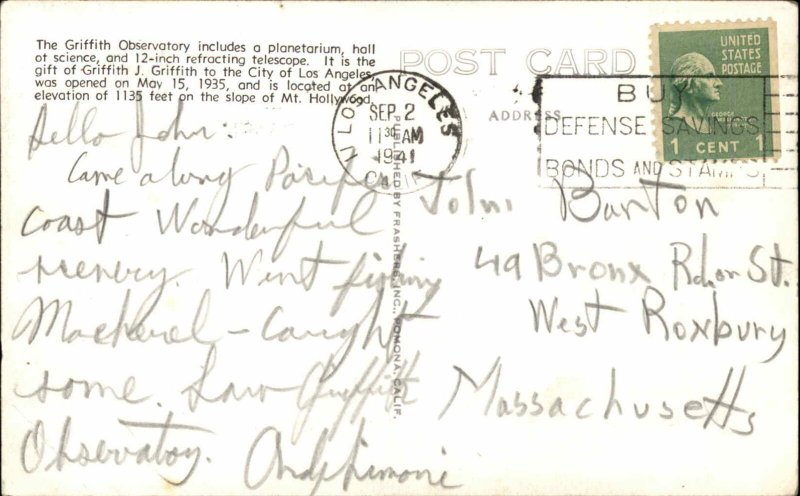 The Griffith Observatory includes a planetarium, hall
of science, and 12-inch refracting telescope. It is the
gift of Griffith J. Griffith to the City of Los Angeles,
was opened on May 15, 1935, and is located at an
elevation of 1135 feet on the slope of Mt. Hollywood.
Hello John:
Came along Pacific
Coast Wonderful
scenery. Went fishing
Mackerel - Caught
some. Saw Griffith
Observatory.
POST CARD
ADDRESS
PUBLISHED BY FRASHERS, INC., POMONA, CALIF.
LOS ANGELES
SEP 2
11 30 AM
1941
CALIF.
BUY
DEFENSE SAVINGS
BONDS AND STAMPS
UNITED
STATES
POSTAGE
GEORGE WASHINGTON
1 CENT 1
John Barton
49 Bronx St.
West Roxbury
Massachusetts